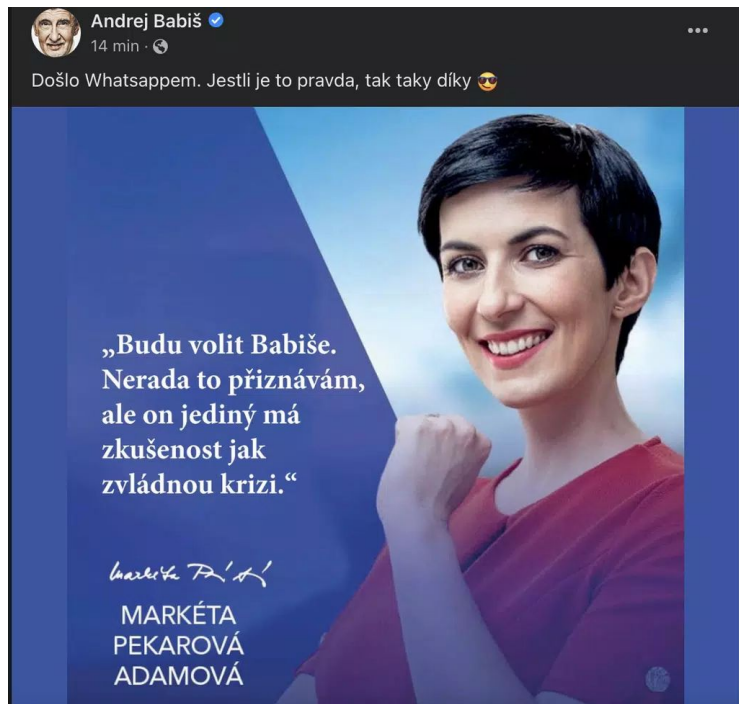 Andrej Babiš
14 min ·
Došlo Whatsappem. Jestli je to pravda, tak taky díky 😎
„Budu volit Babiše.
Nerada to přiznávám,
ale on jediný má
zkušenost jak
zvládnou krizi.“
MARKÉTA
PEKAROVÁ
ADAMOVÁ